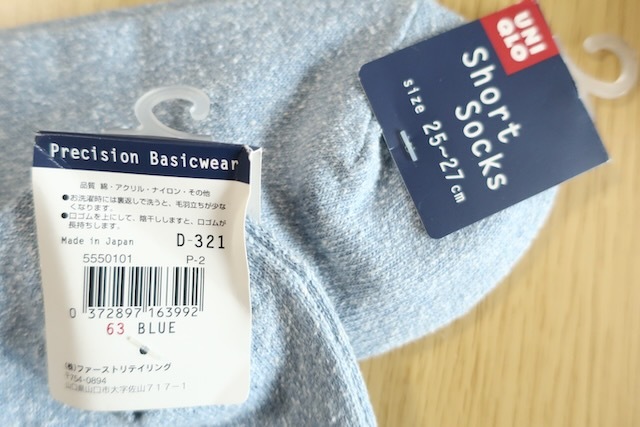 UNI
QLO
Short
Socks
size 25~27cm
Precision Basicwear
品質 綿・アクリル・ナイロン・その他
●お洗濯時には裏返しで洗うと、毛羽立ちが少な
くなります。
●口ゴムを上にして、陰干ししますと、口ゴムが
長持ちします。
Made in Japan D-321
5550101 P-2
0 372897 163992
63 BLUE
(株)ファーストリテイリング
〒754-0894
山口県山口市大字佐山717-1